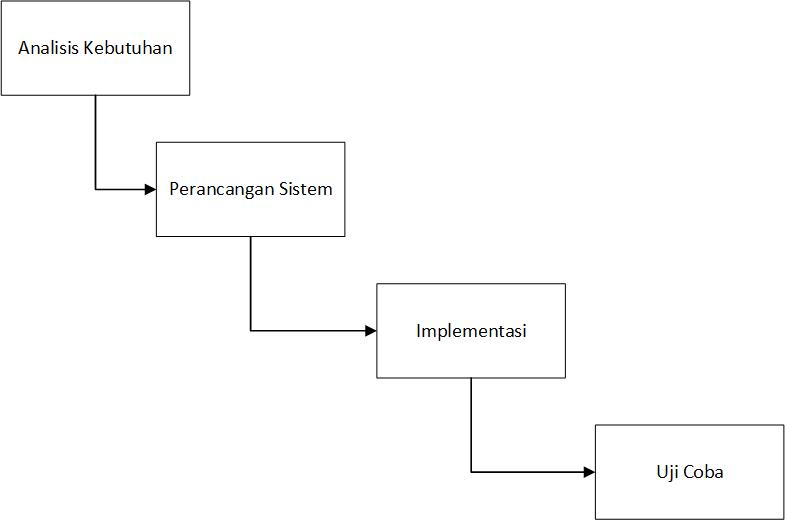 Analisis Kebutuhan
Perancangan Sistem
Implementasi
Uji Coba